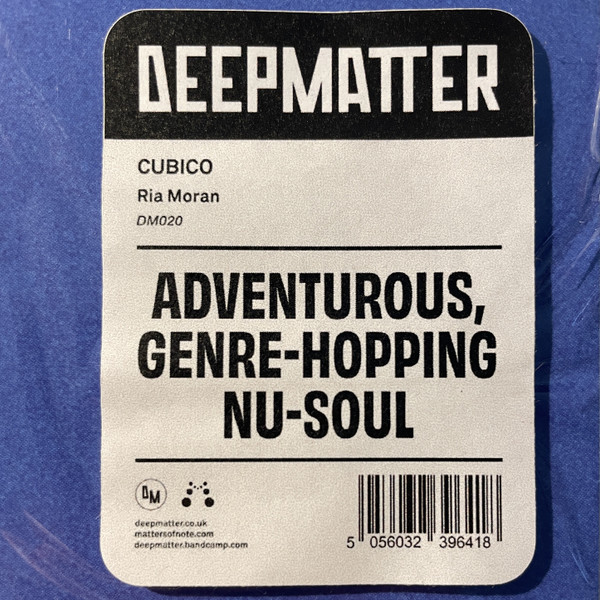 DEEPMATTER
CUBICO
Ria Moran
DM020
ADVENTUROUS,
GENRE-HOPPING
NU-SOUL
DM
deepmatter.co.uk
mattersofnote.com
deepmatter.bandcamp.com
5 056032 396418